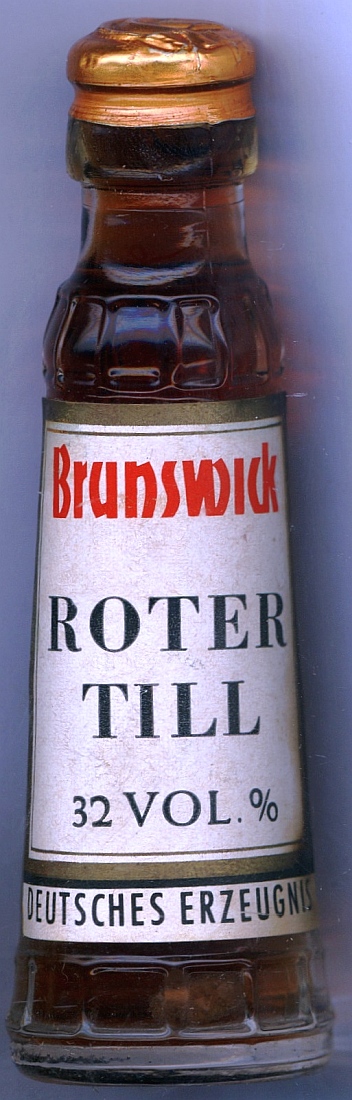 Brunswick
ROTER
TILL
32 VOL. %
DEUTSCHES ERZEUGNIS